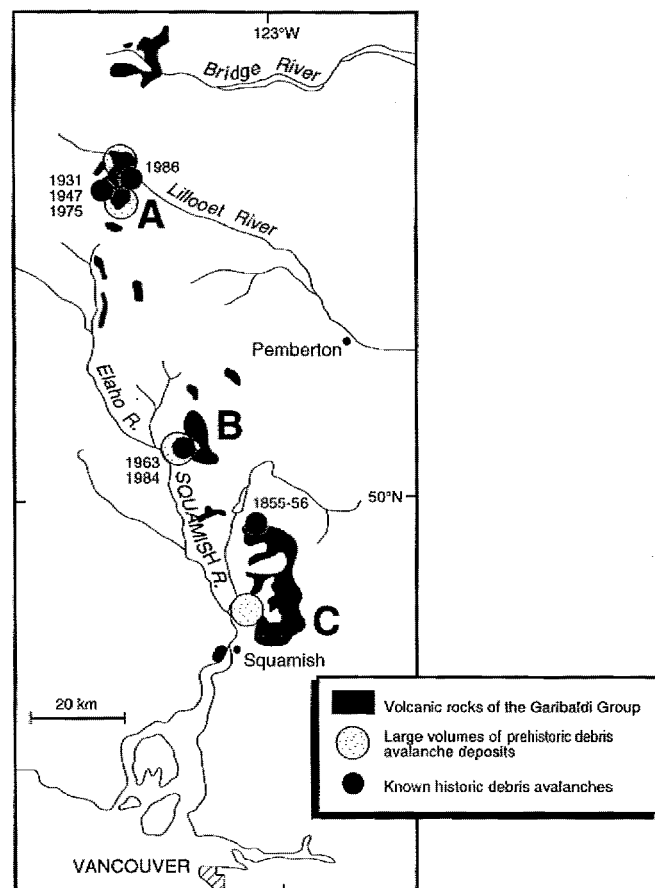 123°W
Bridge River
1986
1931
1947
1975
A
Lillooet River
Pemberton
Elaho R.
B
1963
1984
SQUAMISH R.
50°N
1855-56
C
Squamish
20 km
Volcanic rocks of the Garibaldi Group
Large volumes of prehistoric debris
avalanche deposits
Known historic debris avalanches
VANCOUVER